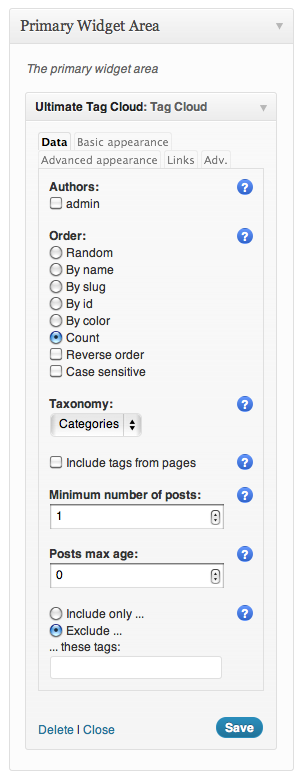 Primary Widget Area
The primary widget area
Ultimate Tag Cloud: Tag Cloud
Data Basic appearance
Advanced appearance Links Adv.
Authors: ?
admin
Order: ?
Random
By name
By slug
By id
By color
Count
Reverse order
Case sensitive
Taxonomy: ?
Categories
Include tags from pages ?
Minimum number of posts: ?
1
Posts max age: ?
0
Include only ... ?
Exclude ...
... these tags:
Delete | Close Save